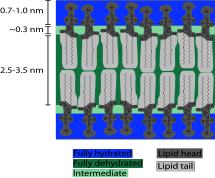 0.7-1.0 nm
~0.3 nm
2.5-3.5 nm
Fully hydrated
Fully dehydrated
Intermediate
Lipid head
Lipid tail